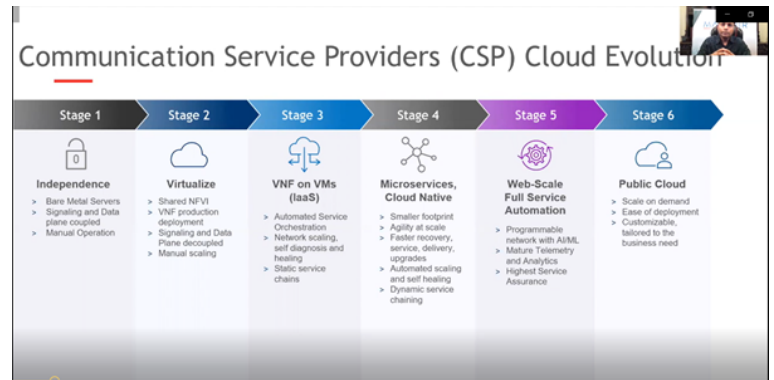 Communication Service Providers (CSP) Cloud Evolution
Stage 1
Stage 2
Stage 3
Stage 4
Stage 5
Stage 6
0
Independence
> Bare Metal Servers
> Signaling and Data
plane coupled
> Manual Operation
Virtualize
> Shared NFVI
> VNF production
deployment
> Signaling and Data
Plane decoupled
> Manual scaling
VNF on VMs
(IaaS)
> Automated Service
Orchestration
> Network scaling,
self diagnosis and
healing
> Static service
chains
Microservices,
Cloud Native
> Smaller footprint
> Agility at scale
> Faster recovery,
service, delivery,
upgrades
> Automated scaling
and self healing
> Dynamic service
chaining
Web-Scale
Full Service
Automation
> Programmable
network with AI/ML
> Mature Telemetry
and Analytics
> Highest Service
Assurance
Public Cloud
> Scale on demand
> Ease of deployment
> Customizable,
tailored to the
business need